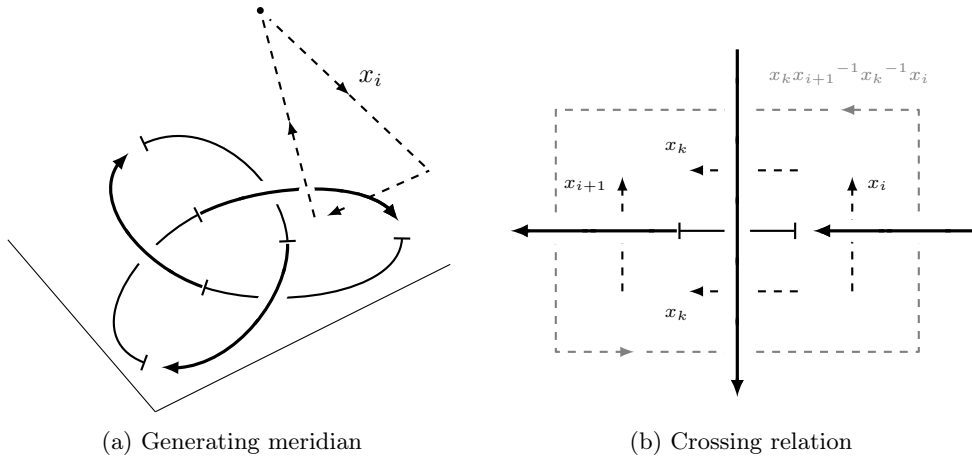 x_i
x_k x_{i+1}^{-1} x_k^{-1} x_i
x_k
x_{i+1}
x_i
x_k
(a) Generating meridian
(b) Crossing relation